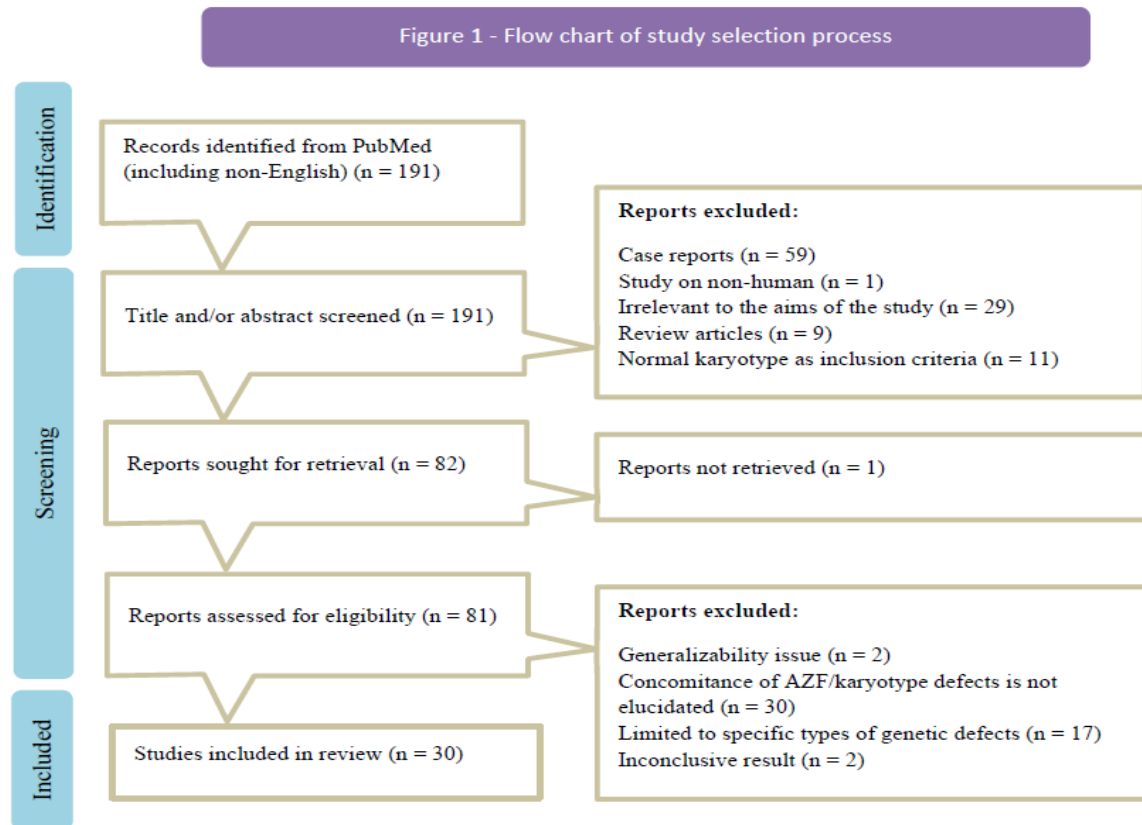 Figure 1 - Flow chart of study selection process
Identification
Records identified from PubMed
(including non-English) (n = 191)
Reports excluded:
Case reports (n = 59)
Study on non-human (n = 1)
Irrelevant to the aims of the study (n = 29)
Review articles (n = 9)
Normal karyotype as inclusion criteria (n = 11)
Screening
Title and/or abstract screened (n = 191)
Reports sought for retrieval (n = 82)
Reports not retrieved (n = 1)
Reports assessed for eligibility (n = 81)
Reports excluded:
Generalizability issue (n = 2)
Concomitance of AZF/karyotype defects is not
elucidated (n = 30)
Limited to specific types of genetic defects (n = 17)
Inconclusive result (n = 2)
Included
Studies included in review (n = 30)